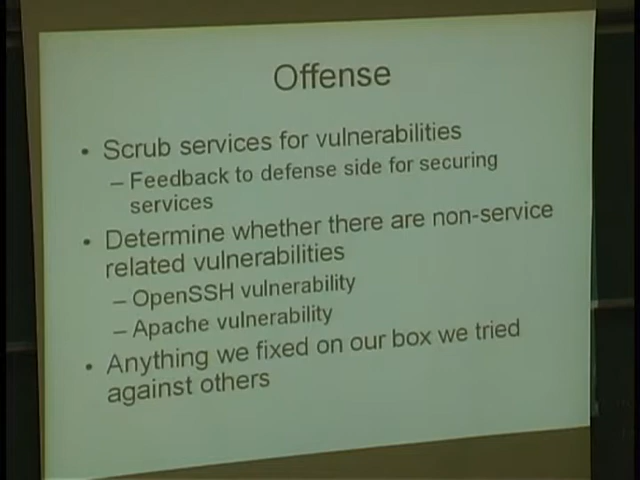 Offense
• Scrub services for vulnerabilities
– Feedback to defense side for securing
services
• Determine whether there are non-service
related vulnerabilities
– OpenSSH vulnerability
– Apache vulnerability
• Anything we fixed on our box we tried
against others